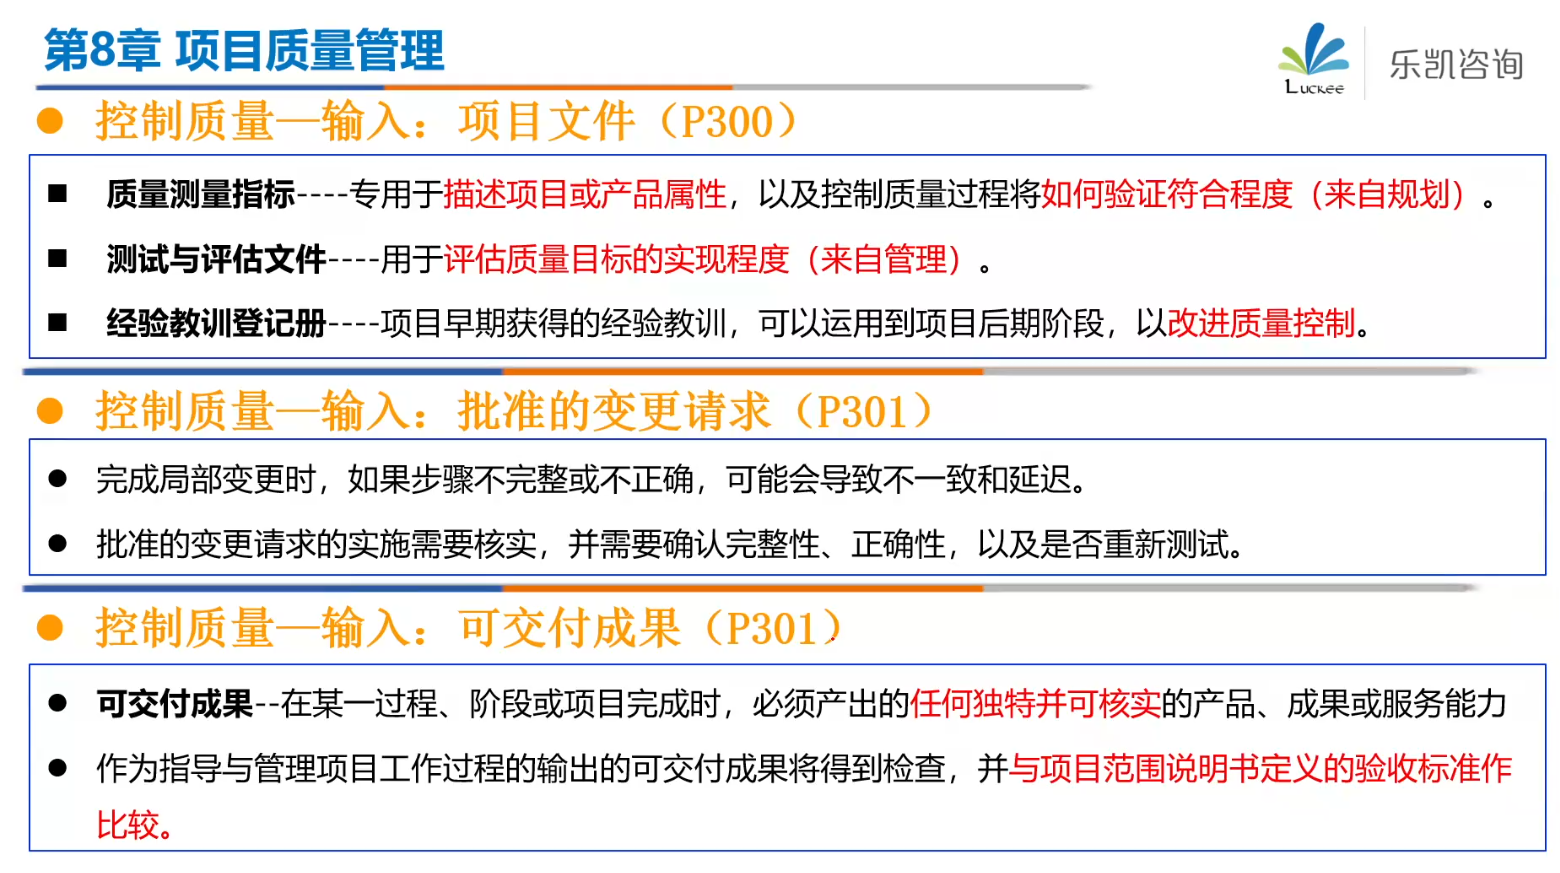 第8章 项目质量管理
Luckee
乐凯咨询
● 控制质量—输入：项目文件（P300）
■ 质量测量指标----专用于描述项目或产品属性，以及控制质量过程将如何验证符合程度（来自规划）。
■ 测试与评估文件----用于评估质量目标的实现程度（来自管理）。
■ 经验教训登记册----项目早期获得的经验教训，可以运用到项目后期阶段，以改进质量控制。
● 控制质量—输入：批准的变更请求（P301）
● 完成局部变更时，如果步骤不完整或不正确，可能会导致不一致和延迟。
● 批准的变更请求的实施需要核实，并需要确认完整性、正确性，以及是否重新测试。
● 控制质量—输入：可交付成果（P301）
● 可交付成果--在某一过程、阶段或项目完成时，必须产出的任何独特并可核实的产品、成果或服务能力
● 作为指导与管理项目工作过程的输出的可交付成果将得到检查，并与项目范围说明书定义的验收标准作
比较。